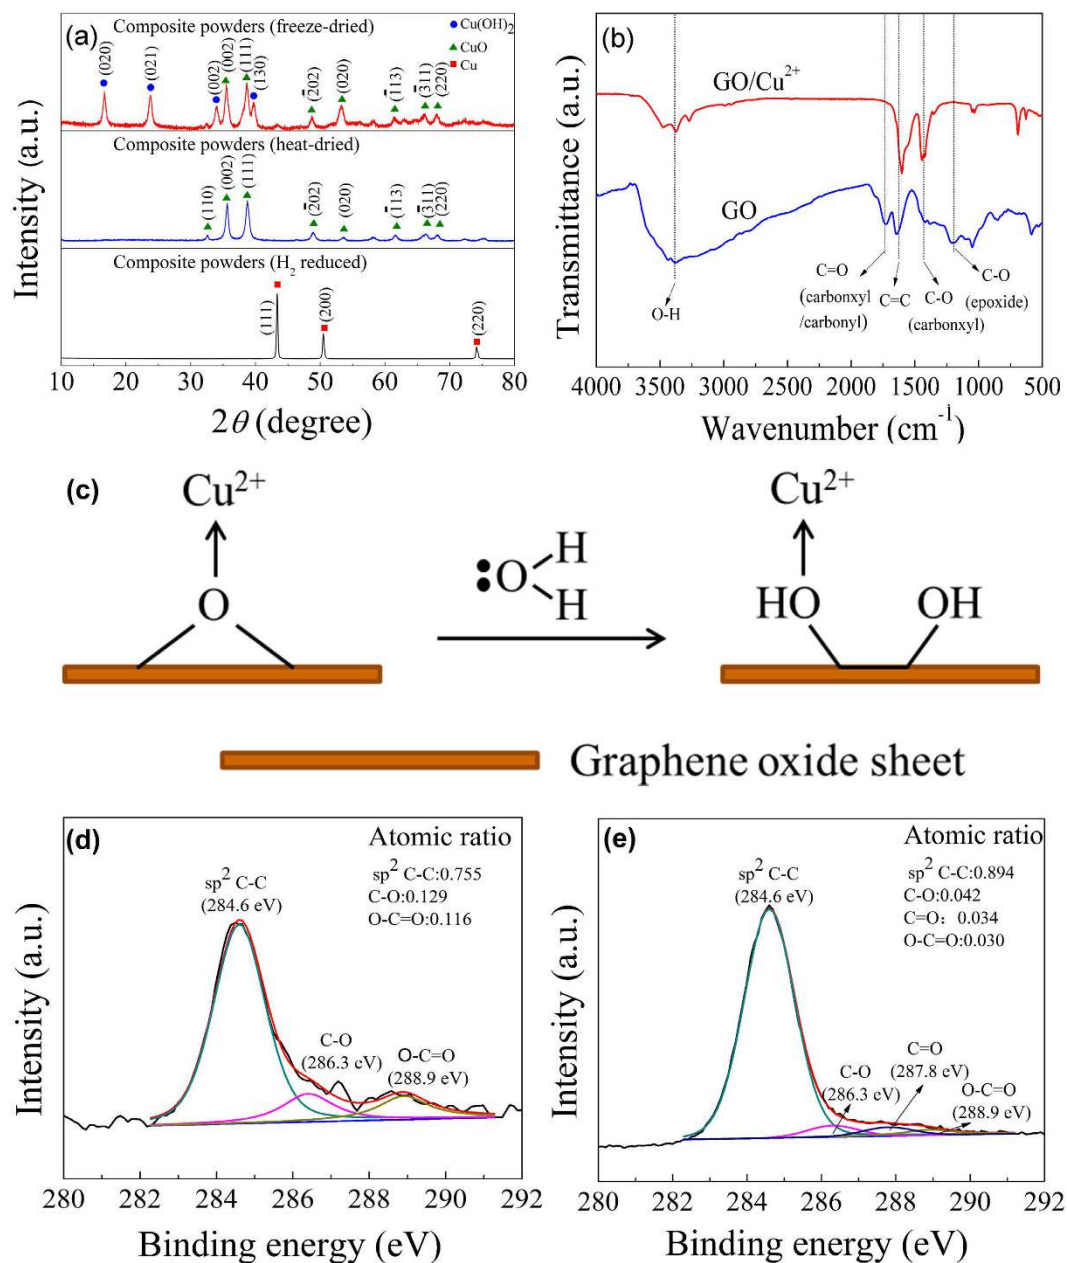 (a)
Composite powders (freeze-dried)
Cu(OH)2
CuO
Cu
(020)
(021)
(002)
(002)
(111)
(130)
(2̄02)
(020)
(1̄13)
(3̄11)
(220)
Composite powders (heat-dried)
(110)
(002)
(111)
(2̄02)
(020)
(1̄13)
(3̄11)
(220)
Composite powders (H2 reduced)
(111)
(200)
(220)
Intensity (a.u.)
10 20 30 40 50 60 70 80
2θ (degree)
(b)
GO/Cu2+
GO
O-H
C=O
(carbonxyl
/carbonyl)
C=C
C-O
(carbonxyl)
C-O
(epoxide)
Transmittance (a.u.)
4000 3500 3000 2500 2000 1500 1000 500
Wavenumber (cm-1)
(c)
Cu2+
O
O
H
H
Cu2+
HO
OH
Graphene oxide sheet
(d)
Atomic ratio
sp2 C-C:0.755
C-O:0.129
O-C=O:0.116
sp2 C-C
(284.6 eV)
C-O
(286.3 eV)
O-C=O
(288.9 eV)
Intensity (a.u.)
280 282 284 286 288 290 292
Binding energy (eV)
(e)
Atomic ratio
sp2 C-C:0.894
C-O:0.042
C=O: 0.034
O-C=O:0.030
sp2 C-C
(284.6 eV)
C-O
(286.3 eV)
C=O
(287.8 eV)
O-C=O
(288.9 eV)
Intensity (a.u.)
280 282 284 286 288 290 292
Binding energy (eV)